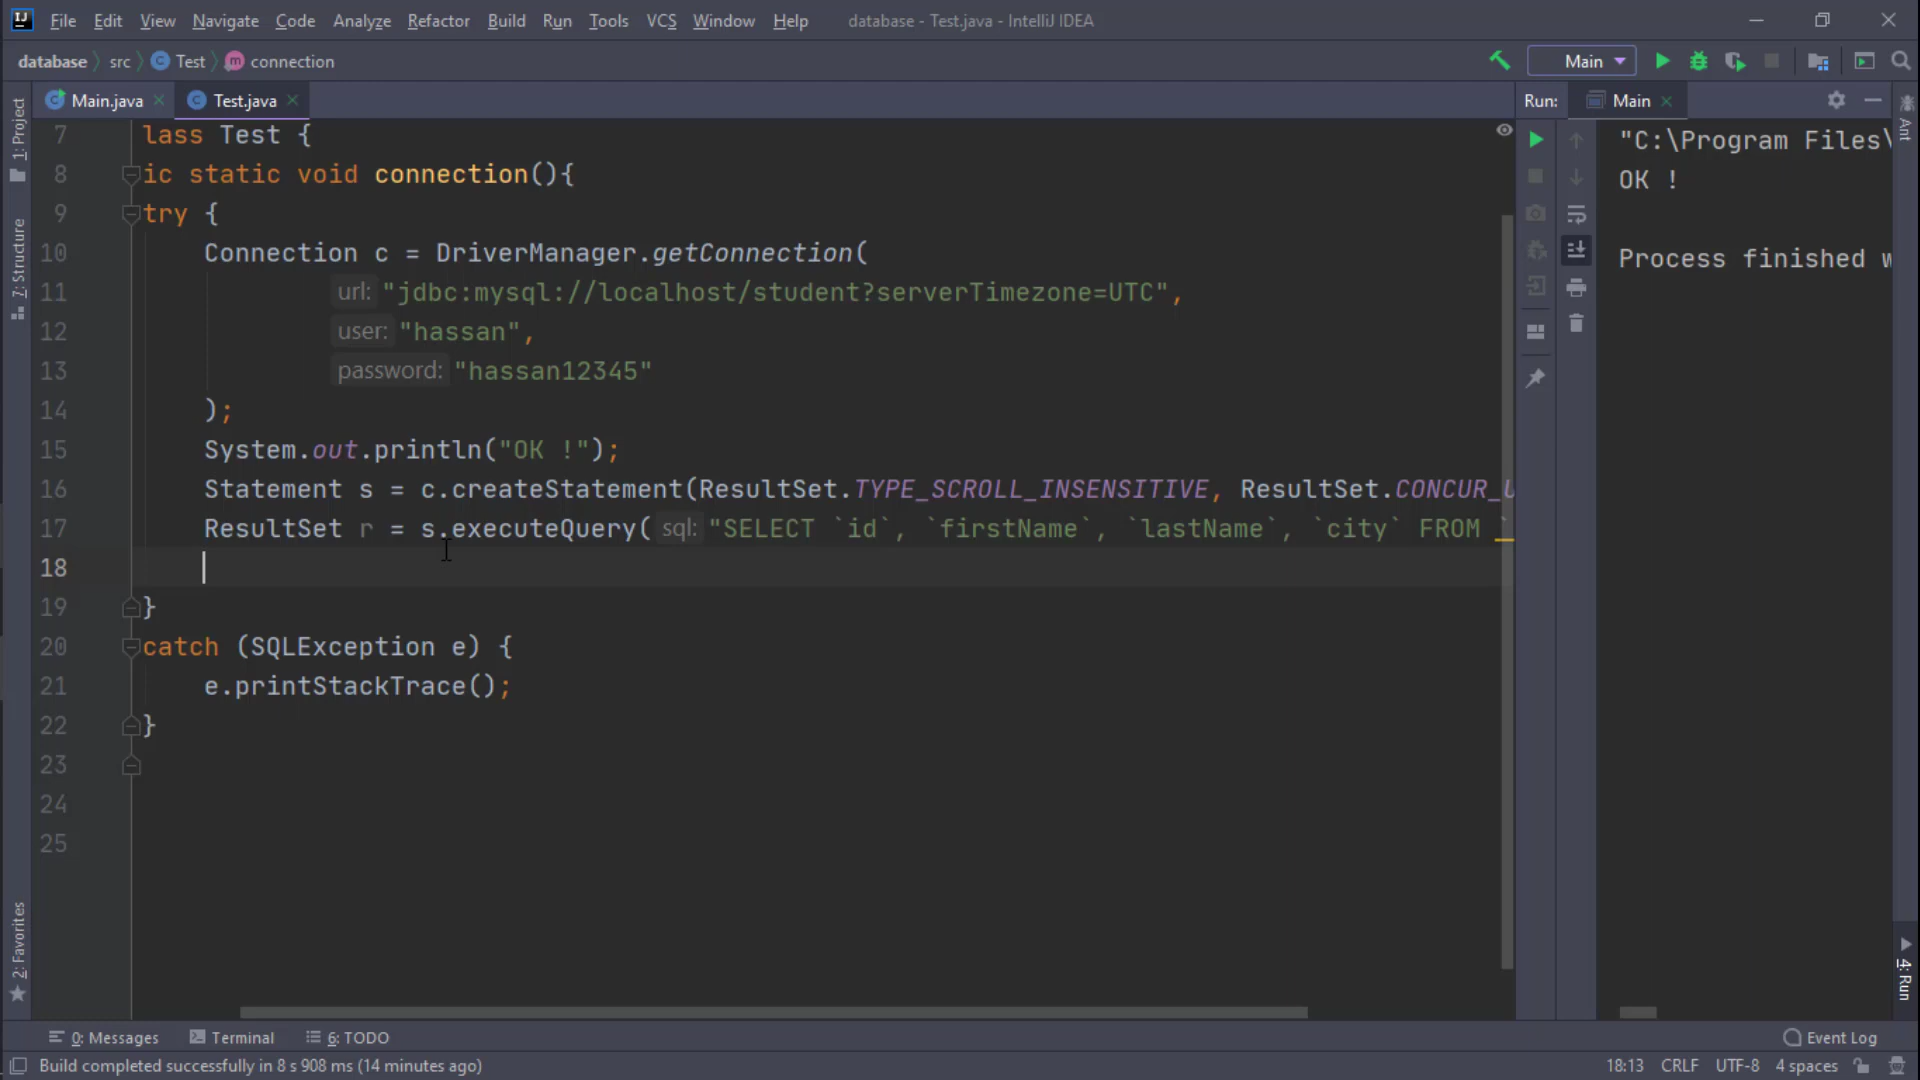 File Edit View Navigate Code Analyze Refactor Build Run Tools VCS Window Help database - Test.java - IntelliJ IDEA
database src Test connection Main
Main.java Test.java Run: Main
1: Project
7: Structure
2: Favorites
7 lass Test {
8 ic static void connection(){
9 try {
10 Connection c = DriverManager.getConnection(
11 url: "jdbc:mysql://localhost/student?serverTimezone=UTC",
12 user: "hassan",
13 password: "hassan12345"
14 );
15 System.out.println("OK !");
16 Statement s = c.createStatement(ResultSet.TYPE_SCROLL_INSENSITIVE, ResultSet.CONCUR_U
17 ResultSet r = s.executeQuery( sql: "SELECT `id`, `firstName`, `lastName`, `city` FROM `
18
19 }
20 catch (SQLException e) {
21 e.printStackTrace();
22 }
23
24
25
"C:\Program Files\
OK !
Process finished w
Ant
4: Run
0: Messages Terminal 6: TODO Event Log
Build completed successfully in 8 s 908 ms (14 minutes ago) 18:13 CRLF UTF-8 4 spaces